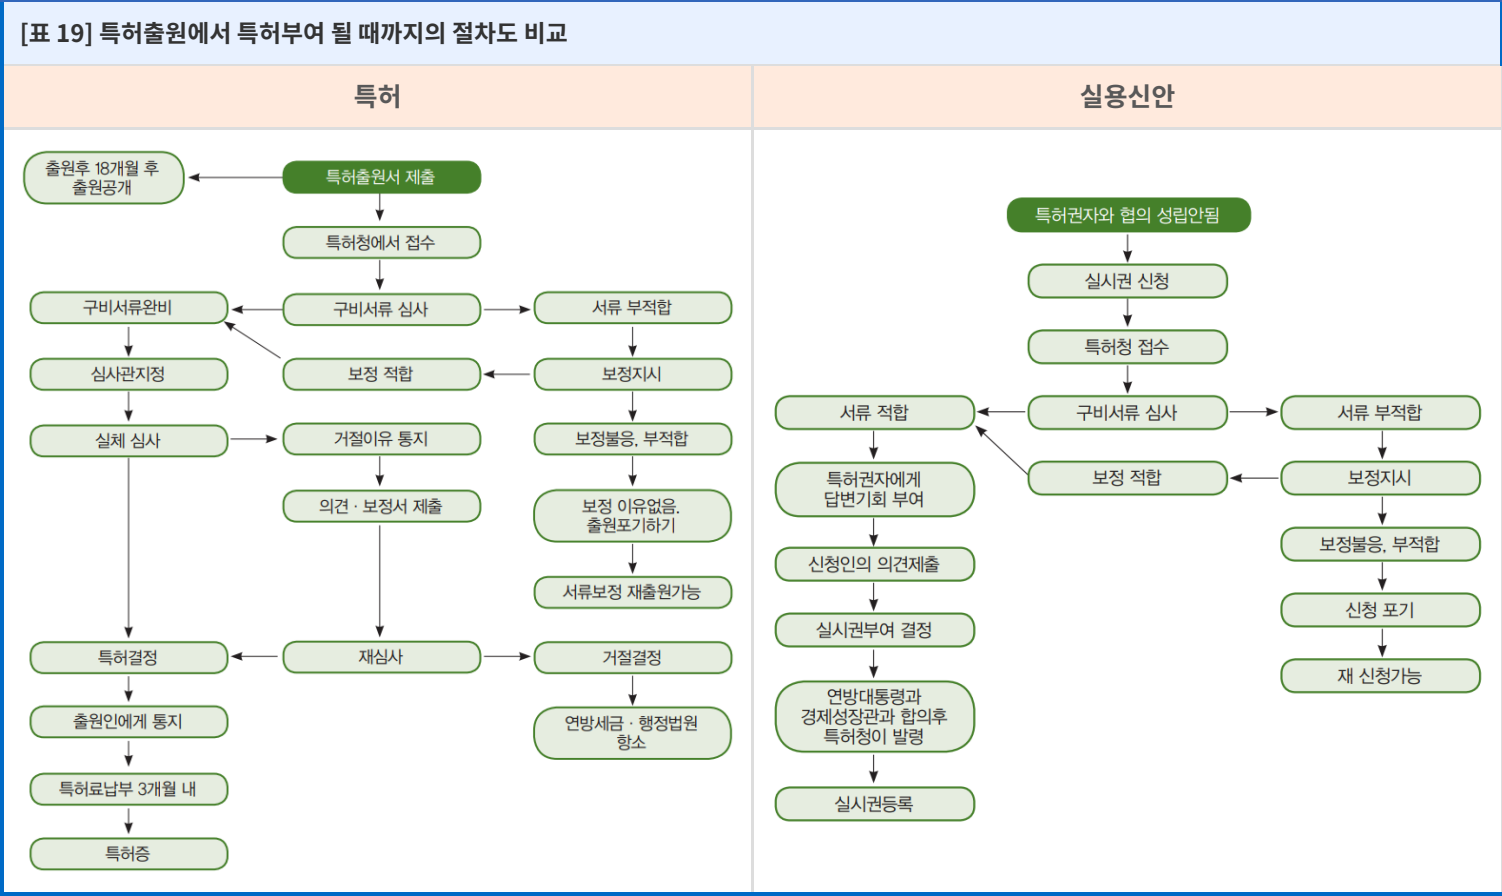 [표 19] 특허출원에서 특허부여 될 때까지의 절차도 비교
특허
출원후 18개월 후
출원공개
특허출원서 제출
특허청에서 접수
구비서류완비
구비서류 심사
서류 부적합
심사관지정
보정 적합
보정지시
실체 심사
거절이유 통지
보정불응, 부적합
의견 · 보정서 제출
보정 이유없음.
출원포기하기
서류보정 재출원가능
특허결정
재심사
거절결정
출원인에게 통지
연방세금 · 행정법원
항소
특허료납부 3개월 내
특허증
실용신안
특허권자와 협의 성립안됨
실시권 신청
특허청 접수
서류 적합
구비서류 심사
서류 부적합
특허권자에게
답변기회 부여
보정 적합
보정지시
신청인의 의견제출
보정불응, 부적합
실시권부여 결정
신청 포기
연방대통령과
경제성장관과 합의후
특허청이 발령
재 신청가능
실시권등록